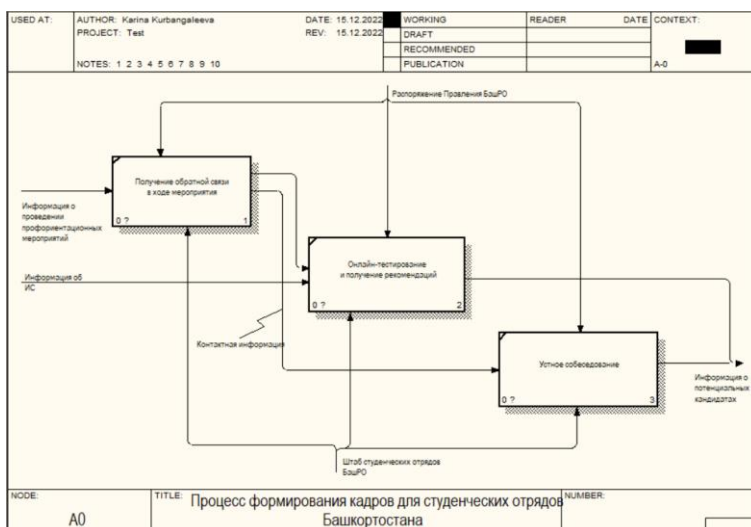 USED AT:
AUTHOR: Karina Kurbangaleeva
DATE: 15.12.2022
WORKING
READER
DATE
CONTEXT:
PROJECT: Test
REV: 15.12.2022
DRAFT
RECOMMENDED
NOTES: 1 2 3 4 5 6 7 8 9 10
PUBLICATION
A-0
Распоряжение Правления БашРО
Получение обратной связи
в ходе мероприятия
0 ?
1
Информация о
проведении
профориентационных
мероприятий
Онлайн-тестирование
и получение рекомендаций
0 ?
2
Информация об
ИС
Контактная информация
Устное собеседование
0 ?
3
Информация о
потенциальных
кандидатах
Штаб студенческих отрядов
БашРО
NODE:
TITLE:
Процесс формирования кадров для студенческих отрядов
Башкортостана
NUMBER:
A0